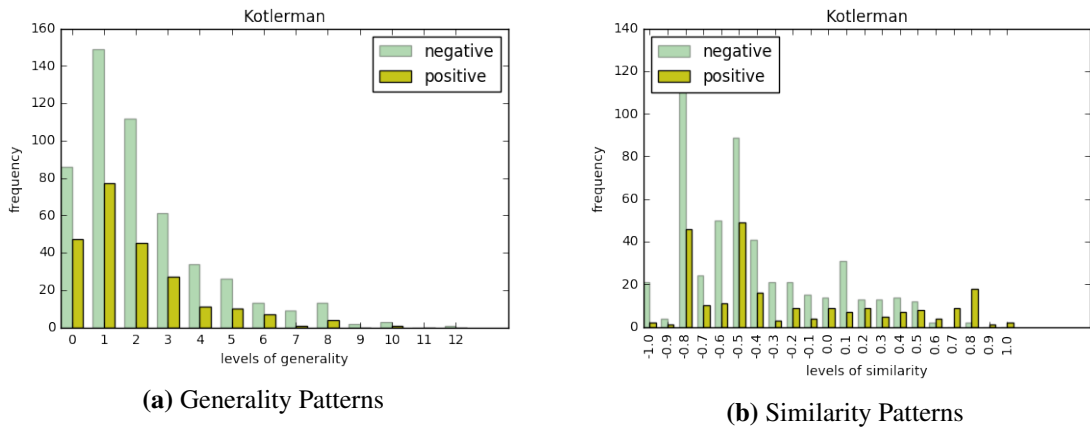 Kotlerman
160
140
120
100
80
60
40
20
0
frequency
negative
positive
0 1 2 3 4 5 6 7 8 9 10 11 12
levels of generality
(a) Generality Patterns
Kotlerman
140
120
100
80
60
40
20
0
frequency
negative
positive
-1.0 -0.9 -0.8 -0.7 -0.6 -0.5 -0.4 -0.3 -0.2 -0.1 0.0 0.1 0.2 0.3 0.4 0.5 0.6 0.7 0.8 0.9 1.0
levels of similarity
(b) Similarity Patterns